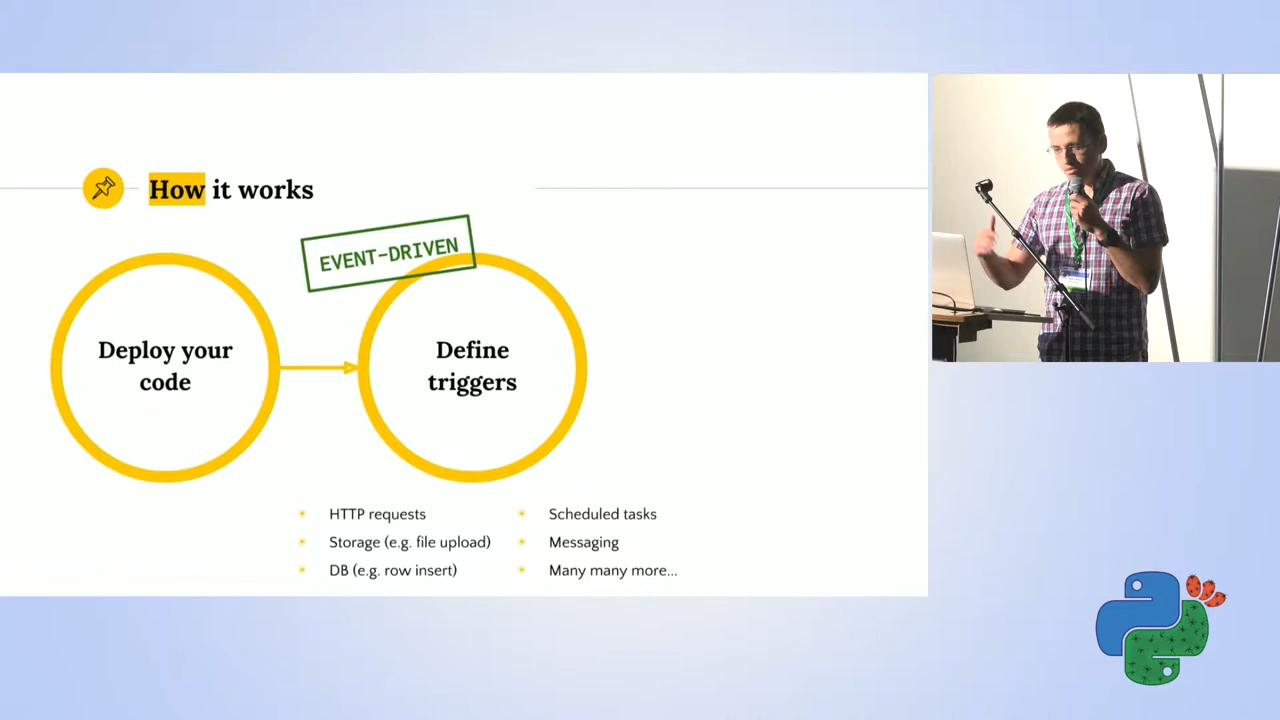 How it works
EVENT-DRIVEN
Deploy your
code
Define
triggers
HTTP requests
Storage (e.g. file upload)
DB (e.g. row insert)
Scheduled tasks
Messaging
Many many more...